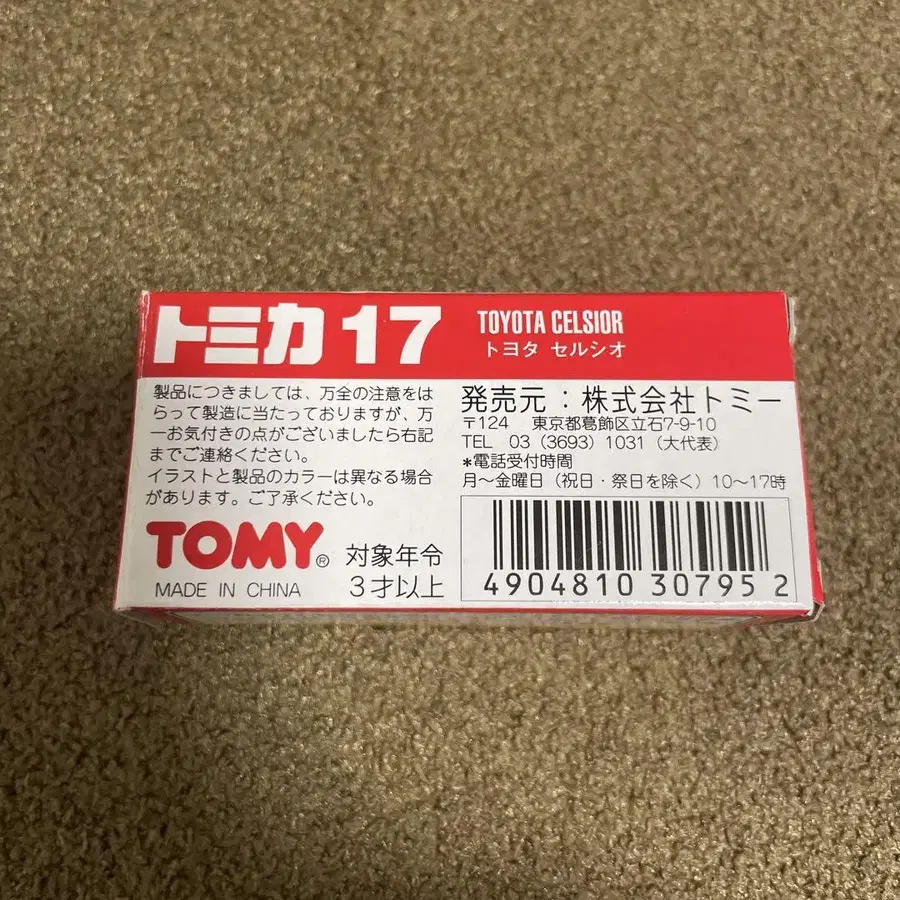 トミカ 17
TOYOTA CELSIOR
トヨタ セルシオ
製品につきましては、万全の注意をは
らって製造に当たっておりますが、万
一お気付きの点がございましたら右記
までご連絡ください。
イラストと製品のカラーは異なる場合
があります。ご了承ください。
TOMY®
MADE IN CHINA
対象年令
3才以上
発売元：株式会社トミー
〒124 東京都葛飾区立石7-9-10
TEL 03（3693）1031（大代表）
*電話受付時間
月〜金曜日（祝日・祭日を除く）10〜17時
4904810 307952